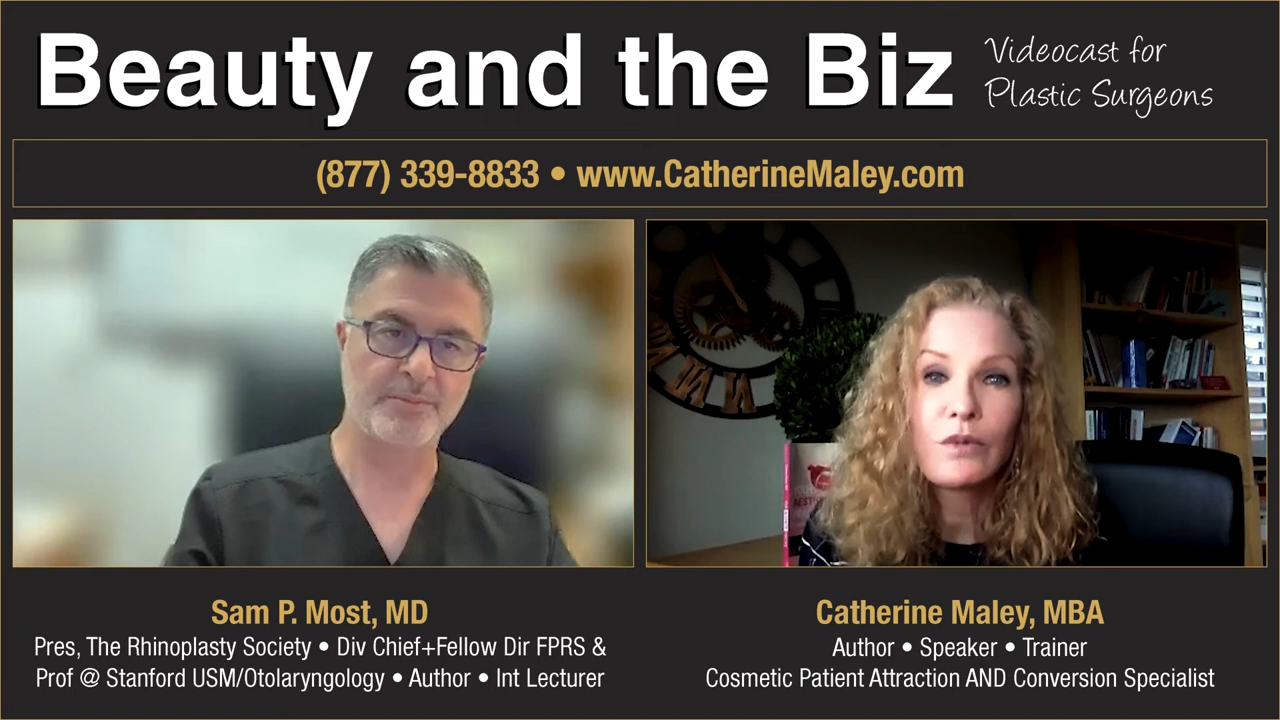 Beauty and the Biz
Videocast for
Plastic Surgeons
(877) 339-8833 • www.CatherineMaley.com
Sam P. Most, MD
Pres, The Rhinoplasty Society • Div Chief+Fellow Dir FPRS &
Prof @ Stanford USM/Otolaryngology • Author • Int Lecturer
Catherine Maley, MBA
Author • Speaker • Trainer
Cosmetic Patient Attraction AND Conversion Specialist